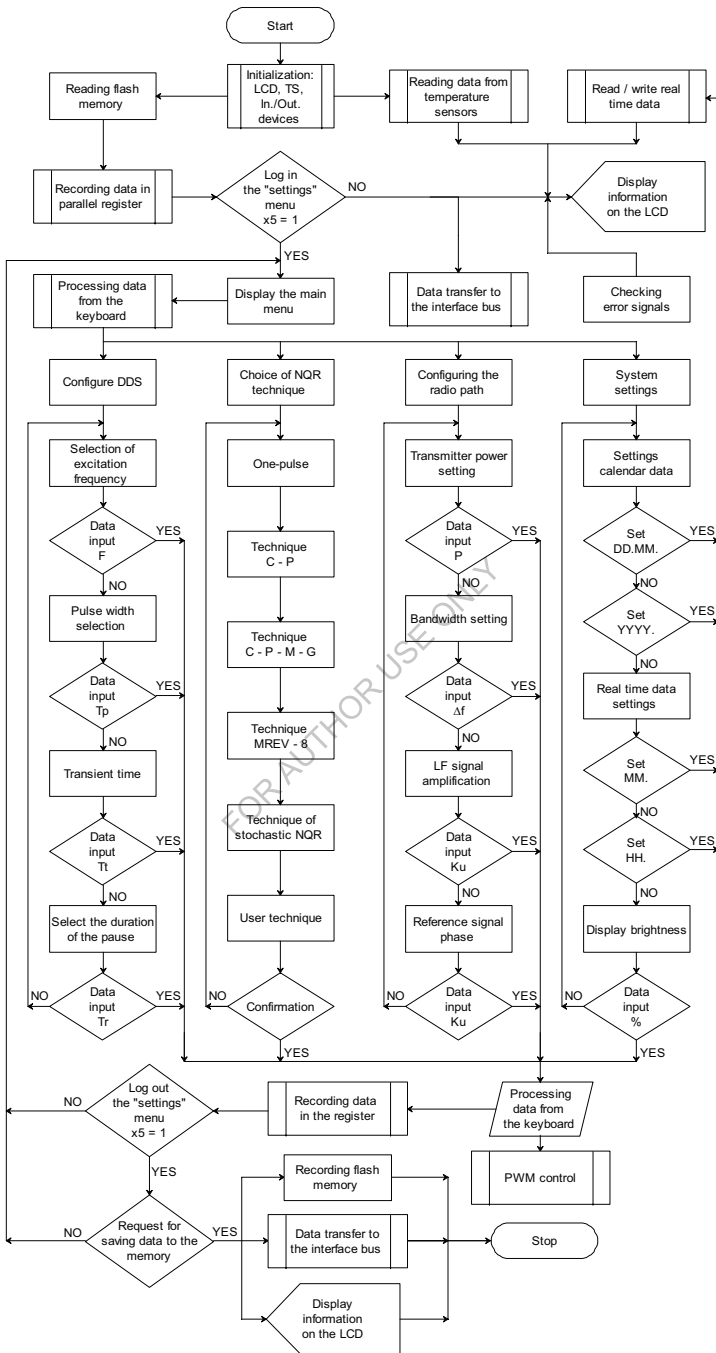 Start
Reading flash
memory
Initialization:
LCD, TS,
In./Out.
devices
Reading data from
temperature
sensors
Read / write real
time data
Recording data in
parallel register
Log in
the "settings"
menu
x5 = 1
NO
YES
Display
information
on the LCD
Processing data
from the
keyboard
Display the main
menu
Data transfer to
the interface bus
Checking
error signals
Configure DDS
Selection of
excitation
frequency
Data
input
F
YES
NO
Pulse width
selection
Data
input
Tp
YES
NO
Transient time
Data
input
Tt
YES
NO
Select the duration
of the pause
NO
Data
input
Tr
YES
Choice of NQR
technique
One-pulse
Technique
C - P
Technique
C - P - M - G
Technique
MREV - 8
Technique of
stochastic NQR
User technique
NO
Confirmation
YES
Configuring the
radio path
Transmitter power
setting
Data
input
P
YES
NO
Bandwidth setting
Data
input
Δf
YES
NO
LF signal
amplification
Data
input
Ku
YES
NO
Reference signal
phase
NO
Data
input
Ku
YES
System
settings
Settings
calendar data
Set
DD.MM.
YES
NO
Set
YYYY.
YES
NO
Real time data
settings
Set
MM.
YES
NO
Set
HH.
YES
NO
Display brightness
NO
Data
input
%
YES
FOR AUTHOR USE ONLY
NO
Log out
the "settings"
menu
x5 = 1
YES
Recording data
in the register
Processing
data from
the keyboard
PWM control
NO
Request for
saving data to the
memory
YES
Recording flash
memory
Data transfer to
the interface bus
Display
information
on the LCD
Stop